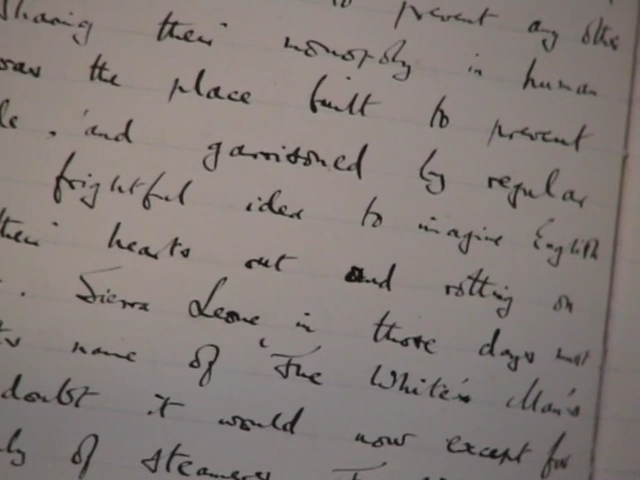 to prevent any other
sharing their monopoly in human
saw the place built to prevent
and garrisoned by regular
frightful idea to imagine English
their hearts out and rotting on
Sierra Leone in those days must
name of "The White's Man's
doubt it would now except for
of steamers